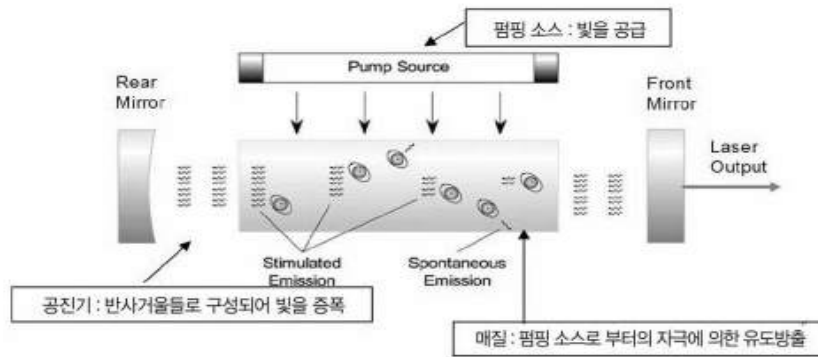 펌핑 소스 : 빛을 공급
Pump Source
Rear
Mirror
Front
Mirror
Laser
Output
Stimulated
Emission
Spontaneous
Emission
공진기 : 반사거울들로 구성되어 빛을 증폭
매질 : 펌핑 소스로 부터의 자극에 의한 유도방출